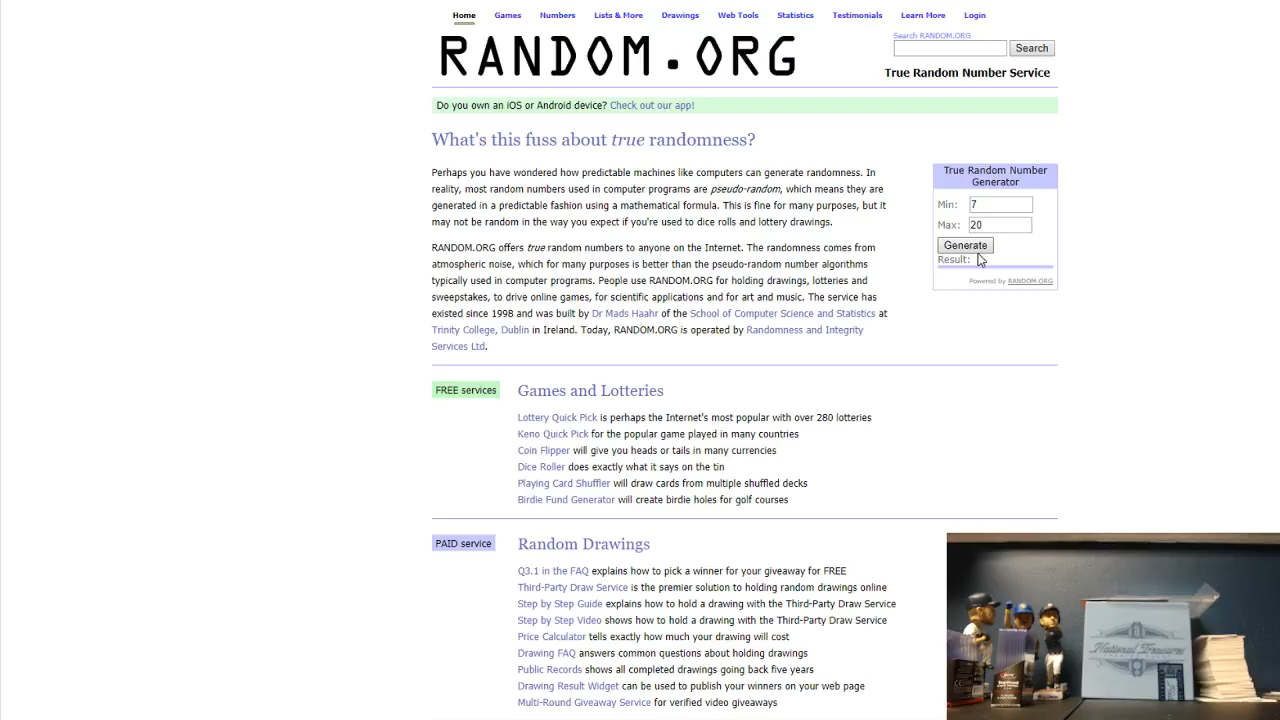 Home Games Numbers Lists & More Drawings Web Tools Statistics Testimonials Learn More Login
RANDOM.ORG
Search RANDOM.ORG
Search
True Random Number Service
Do you own an iOS or Android device? Check out our app!
What's this fuss about true randomness?
Perhaps you have wondered how predictable machines like computers can generate randomness. In
reality, most random numbers used in computer programs are pseudo-random, which means they are
generated in a predictable fashion using a mathematical formula. This is fine for many purposes, but it
may not be random in the way you expect if you're used to dice rolls and lottery drawings.
RANDOM.ORG offers true random numbers to anyone on the Internet. The randomness comes from
atmospheric noise, which for many purposes is better than the pseudo-random number algorithms
typically used in computer programs. People use RANDOM.ORG for holding drawings, lotteries and
sweepstakes, to drive online games, for scientific applications and for art and music. The service has
existed since 1998 and was built by Dr Mads Haahr of the School of Computer Science and Statistics at
Trinity College, Dublin in Ireland. Today, RANDOM.ORG is operated by Randomness and Integrity
Services Ltd.
True Random Number
Generator
Min: 7
Max: 20
Generate
Result:
Powered by RANDOM.ORG
FREE services
Games and Lotteries
Lottery Quick Pick is perhaps the Internet's most popular with over 280 lotteries
Keno Quick Pick for the popular game played in many countries
Coin Flipper will give you heads or tails in many currencies
Dice Roller does exactly what it says on the tin
Playing Card Shuffler will draw cards from multiple shuffled decks
Birdie Fund Generator will create birdie holes for golf courses
PAID service
Random Drawings
Q3.1 in the FAQ explains how to pick a winner for your giveaway for FREE
Third-Party Draw Service is the premier solution to holding random drawings online
Step by Step Guide explains how to hold a drawing with the Third-Party Draw Service
Step by Step Video shows how to hold a drawing with the Third-Party Draw Service
Price Calculator tells exactly how much your drawing will cost
Drawing FAQ answers common questions about holding drawings
Public Records shows all completed drawings going back five years
Drawing Result Widget can be used to publish your winners on your web page
Multi-Round Giveaway Service for verified video giveaways
National Treasures